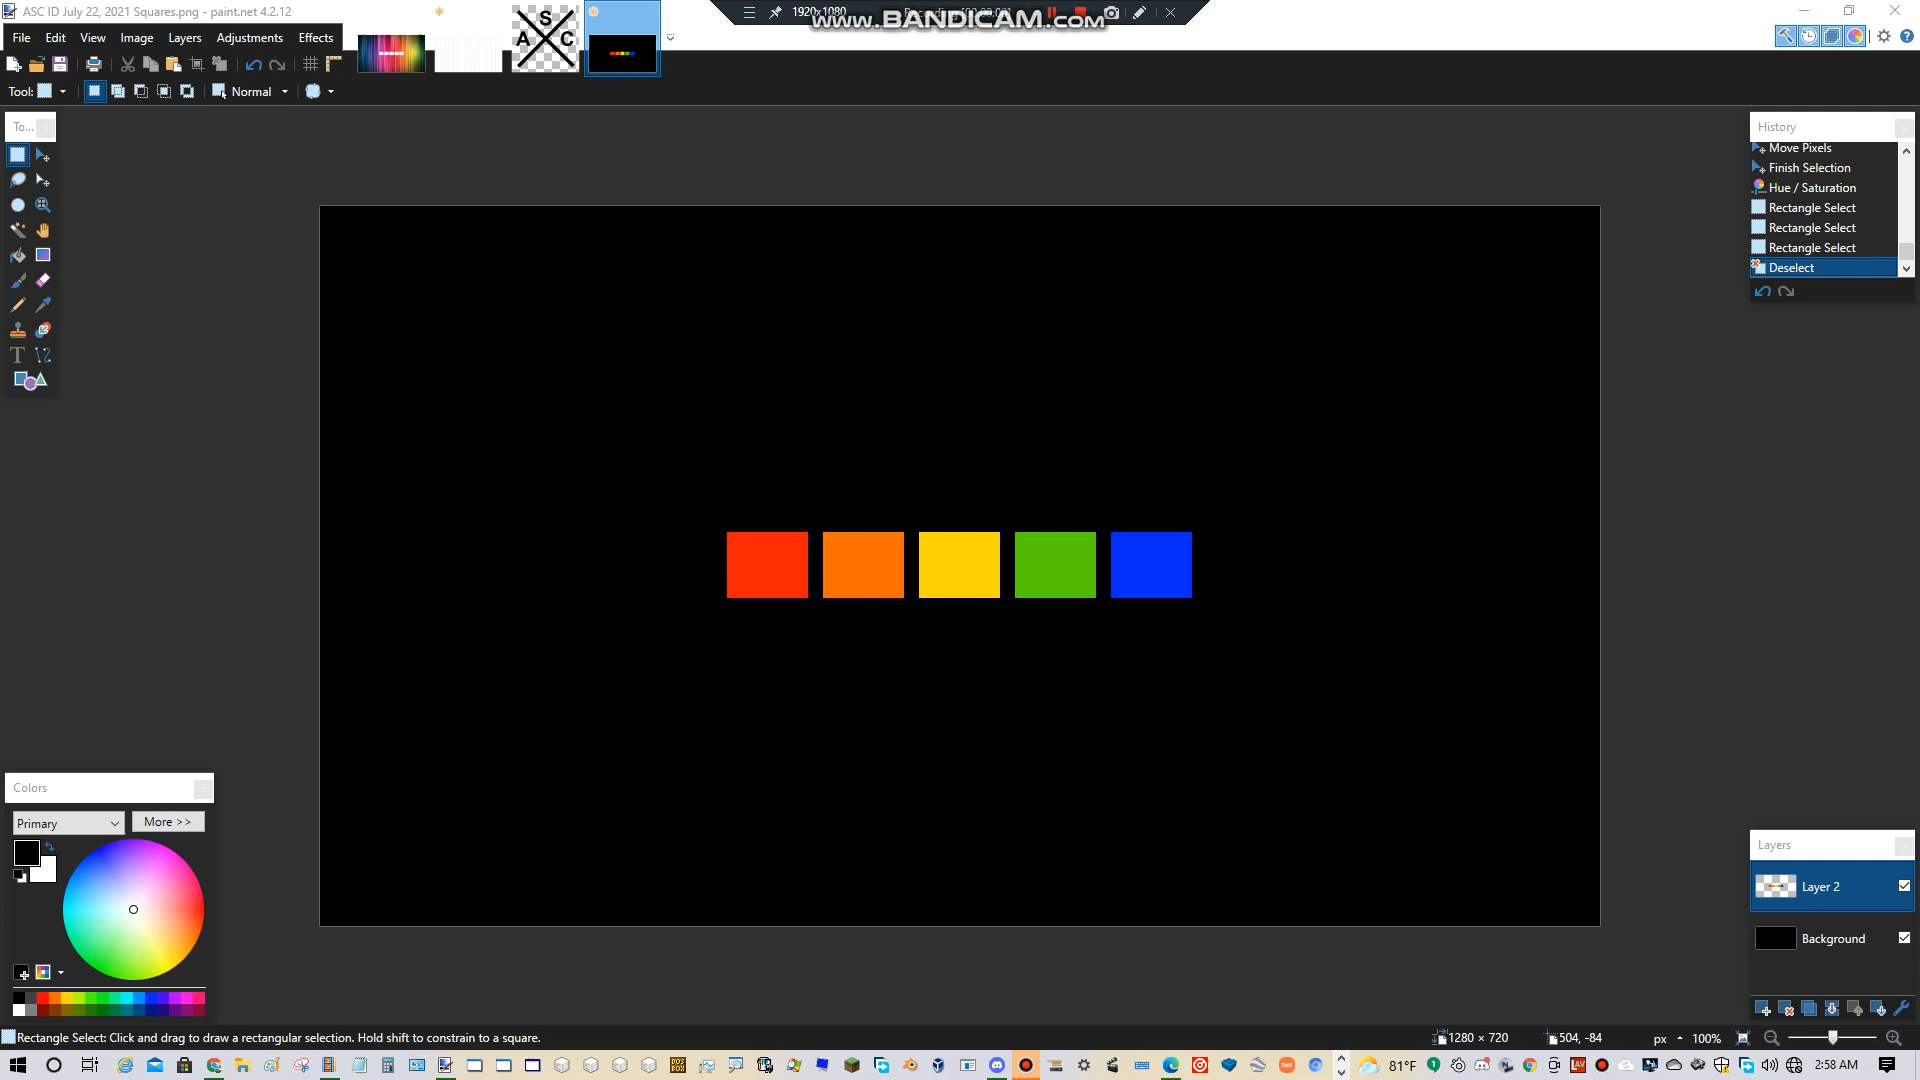 ASC ID July 22, 2021 Squares.png - paint.net 4.2.12
1920x1080
www.BANDICAM.com
File Edit View Image Layers Adjustments Effects
S
A C
Tool:
Normal
To...
History
Move Pixels
Finish Selection
Hue / Saturation
Rectangle Select
Rectangle Select
Rectangle Select
Deselect
Colors
Primary
More >>
Layers
Layer 2
Background
Rectangle Select: Click and drag to draw a rectangular selection. Hold shift to constrain to a square.
1280 × 720
504, -84
px
100%
81°F
2:58 AM